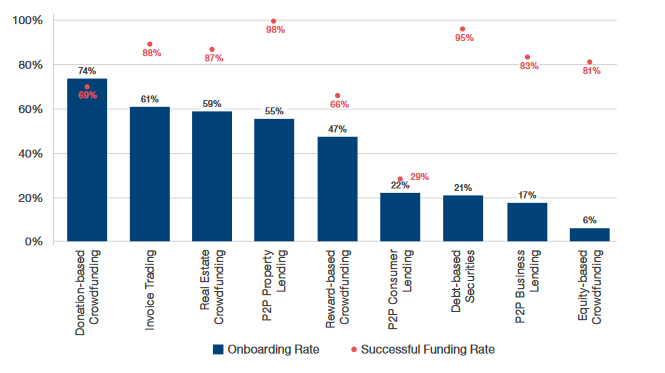 100%
80%
60%
40%
20%
0%
74%
69%
61%
88%
59%
87%
55%
98%
47%
66%
22%
29%
21%
95%
17%
83%
6%
81%
Donation-based
Crowdfunding
Invoice Trading
Real Estate
Crowdfunding
P2P Property
Lending
Reward-based
Crowdfunding
P2P Consumer
Lending
Debt-based
Securities
P2P Business
Lending
Equity-based
Crowdfunding
Onboarding Rate
Successful Funding Rate